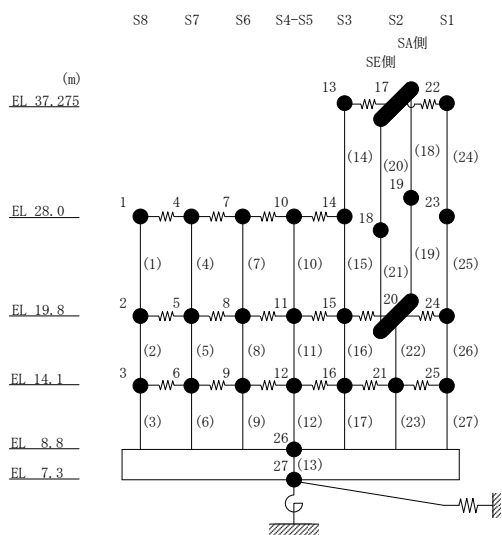 S8 S7 S6 S4-S5 S3 S2 S1
SA側
SE側
(m)
13 17 22
EL 37.275
(14) (20) (18) (24)
19
1 4 7 10 14 18 23
EL 28.0
(1) (4) (7) (10) (15) (21) (19) (25)
2 5 8 11 15 20 24
EL 19.8
(2) (5) (8) (11) (16) (22) (26)
3 6 9 12 16 21 25
EL 14.1
(3) (6) (9) (12) (17) (23) (27)
26
EL 8.8
27 (13)
EL 7.3